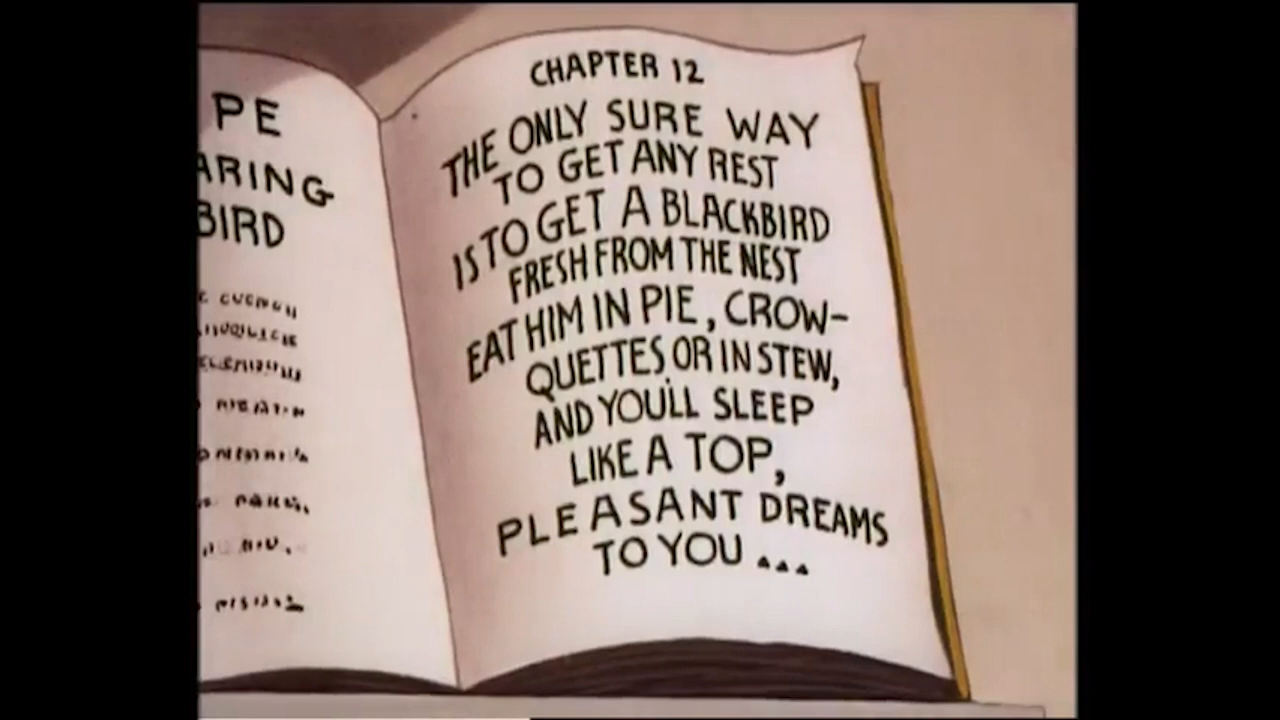 PE
ARING
BIRD
CHAPTER 12
THE ONLY SURE WAY
TO GET ANY REST
IS TO GET A BLACKBIRD
FRESH FROM THE NEST
EAT HIM IN PIE, CROW-
QUETTES OR IN STEW,
AND YOU'LL SLEEP
LIKE A TOP,
PLEASANT DREAMS
TO YOU...